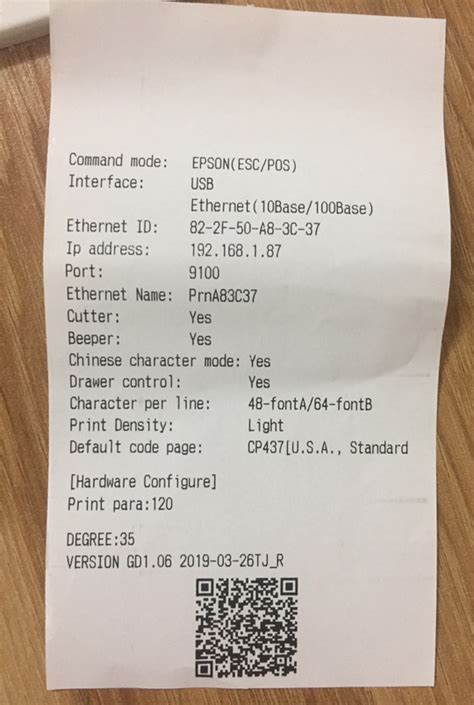 Command mode: EPSON(ESC/POS)
Interface: USB
Ethernet(10Base/100Base)
Ethernet ID: 82-2F-50-A8-3C-37
Ip address: 192.168.1.87
Port: 9100
Ethernet Name: PrnA83C37
Cutter: Yes
Beeper: Yes
Chinese character mode: Yes
Drawer control: Yes
Character per line: 48-fontA/64-fontB
Print Density: Light
Default code page: CP437[U.S.A., Standard
[Hardware Configure]
Print para:120
DEGREE:35
VERSION GD1.06 2019-03-26TJ_R